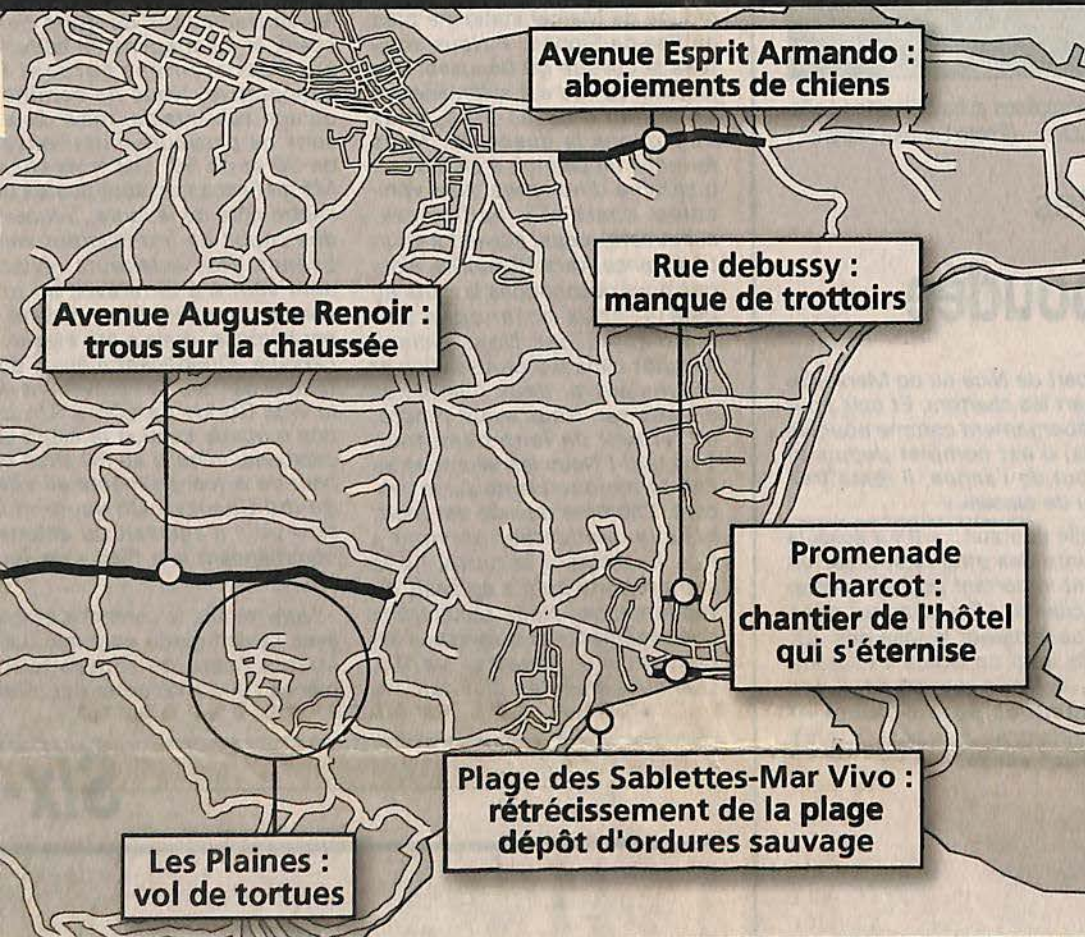 Avenue Esprit Armando :
aboiements de chiens
Rue debussy :
manque de trottoirs
Avenue Auguste Renoir :
trous sur la chaussée
Promenade
Charcot :
chantier de l'hôtel
qui s'éternise
Plage des Sablettes-Mar Vivo :
rétrécissement de la plage
dépôt d'ordures sauvage
Les Plaines :
vol de tortues